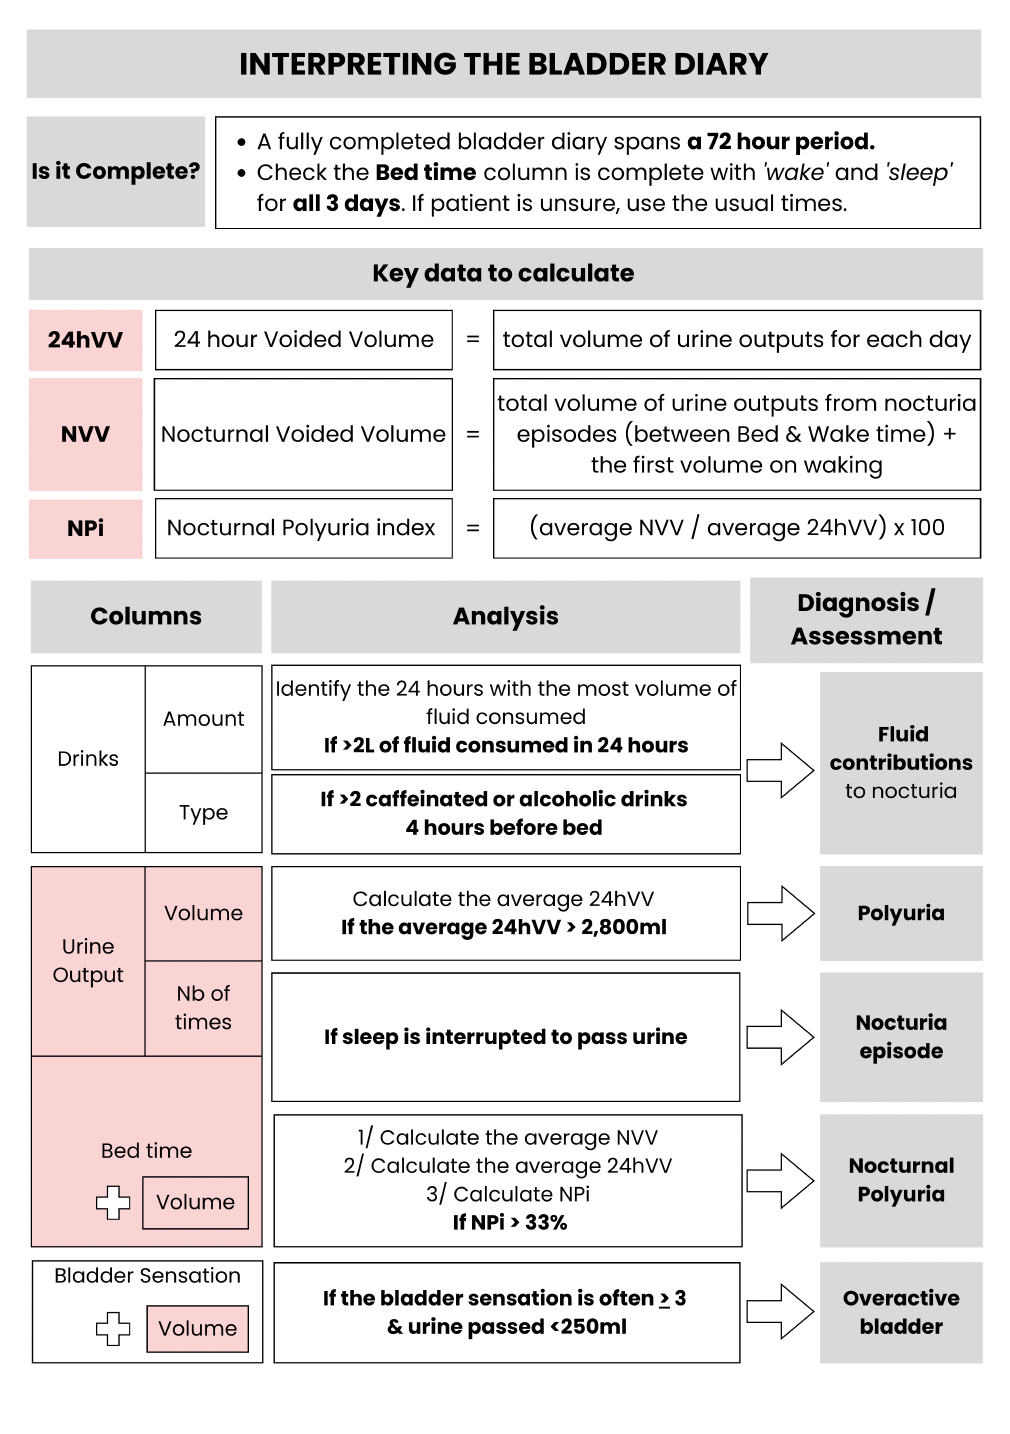 INTERPRETING THE BLADDER DIARY
Is it Complete?
• A fully completed bladder diary spans a 72 hour period.
• Check the Bed time column is complete with 'wake' and 'sleep'
for all 3 days. If patient is unsure, use the usual times.
Key data to calculate
24hVV
24 hour Voided Volume
=
total volume of urine outputs for each day
NVV
Nocturnal Voided Volume
=
total volume of urine outputs from nocturia
episodes (between Bed & Wake time) +
the first volume on waking
NPi
Nocturnal Polyuria index
=
(average NVV / average 24hVV) x 100
Columns
Analysis
Diagnosis /
Assessment
Drinks
Amount
Identify the 24 hours with the most volume of
fluid consumed
If >2L of fluid consumed in 24 hours
Type
If >2 caffeinated or alcoholic drinks
4 hours before bed
Fluid
contributions
to nocturia
Urine
Output
Volume
Calculate the average 24hVV
If the average 24hVV > 2,800ml
Polyuria
Nb of
times
If sleep is interrupted to pass urine
Nocturia
episode
Bed time
Volume
1/ Calculate the average NVV
2/ Calculate the average 24hVV
3/ Calculate NPi
If NPi > 33%
Nocturnal
Polyuria
Bladder Sensation
Volume
If the bladder sensation is often ≥ 3
& urine passed <250ml
Overactive
bladder